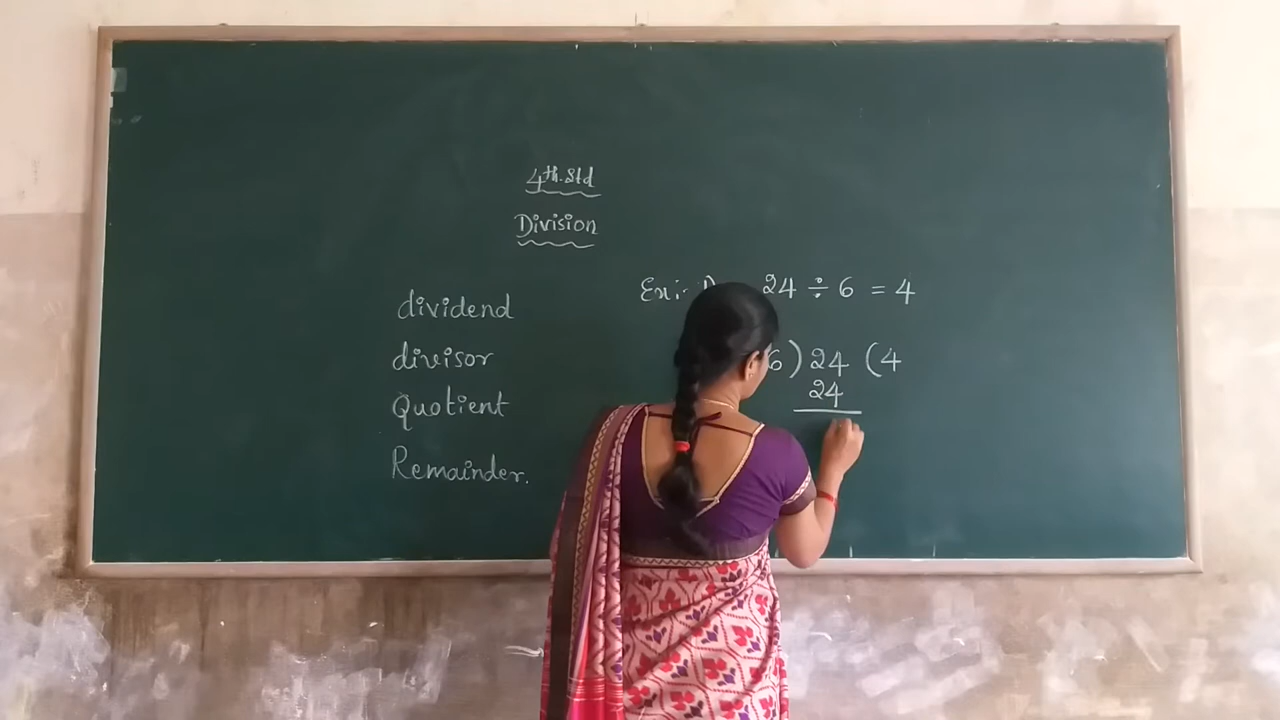 4th. Std
Division
dividend
divisor
Quotient
Remainder.
Ex:- 24 ÷ 6 = 4
6 ) 24 ( 4
24